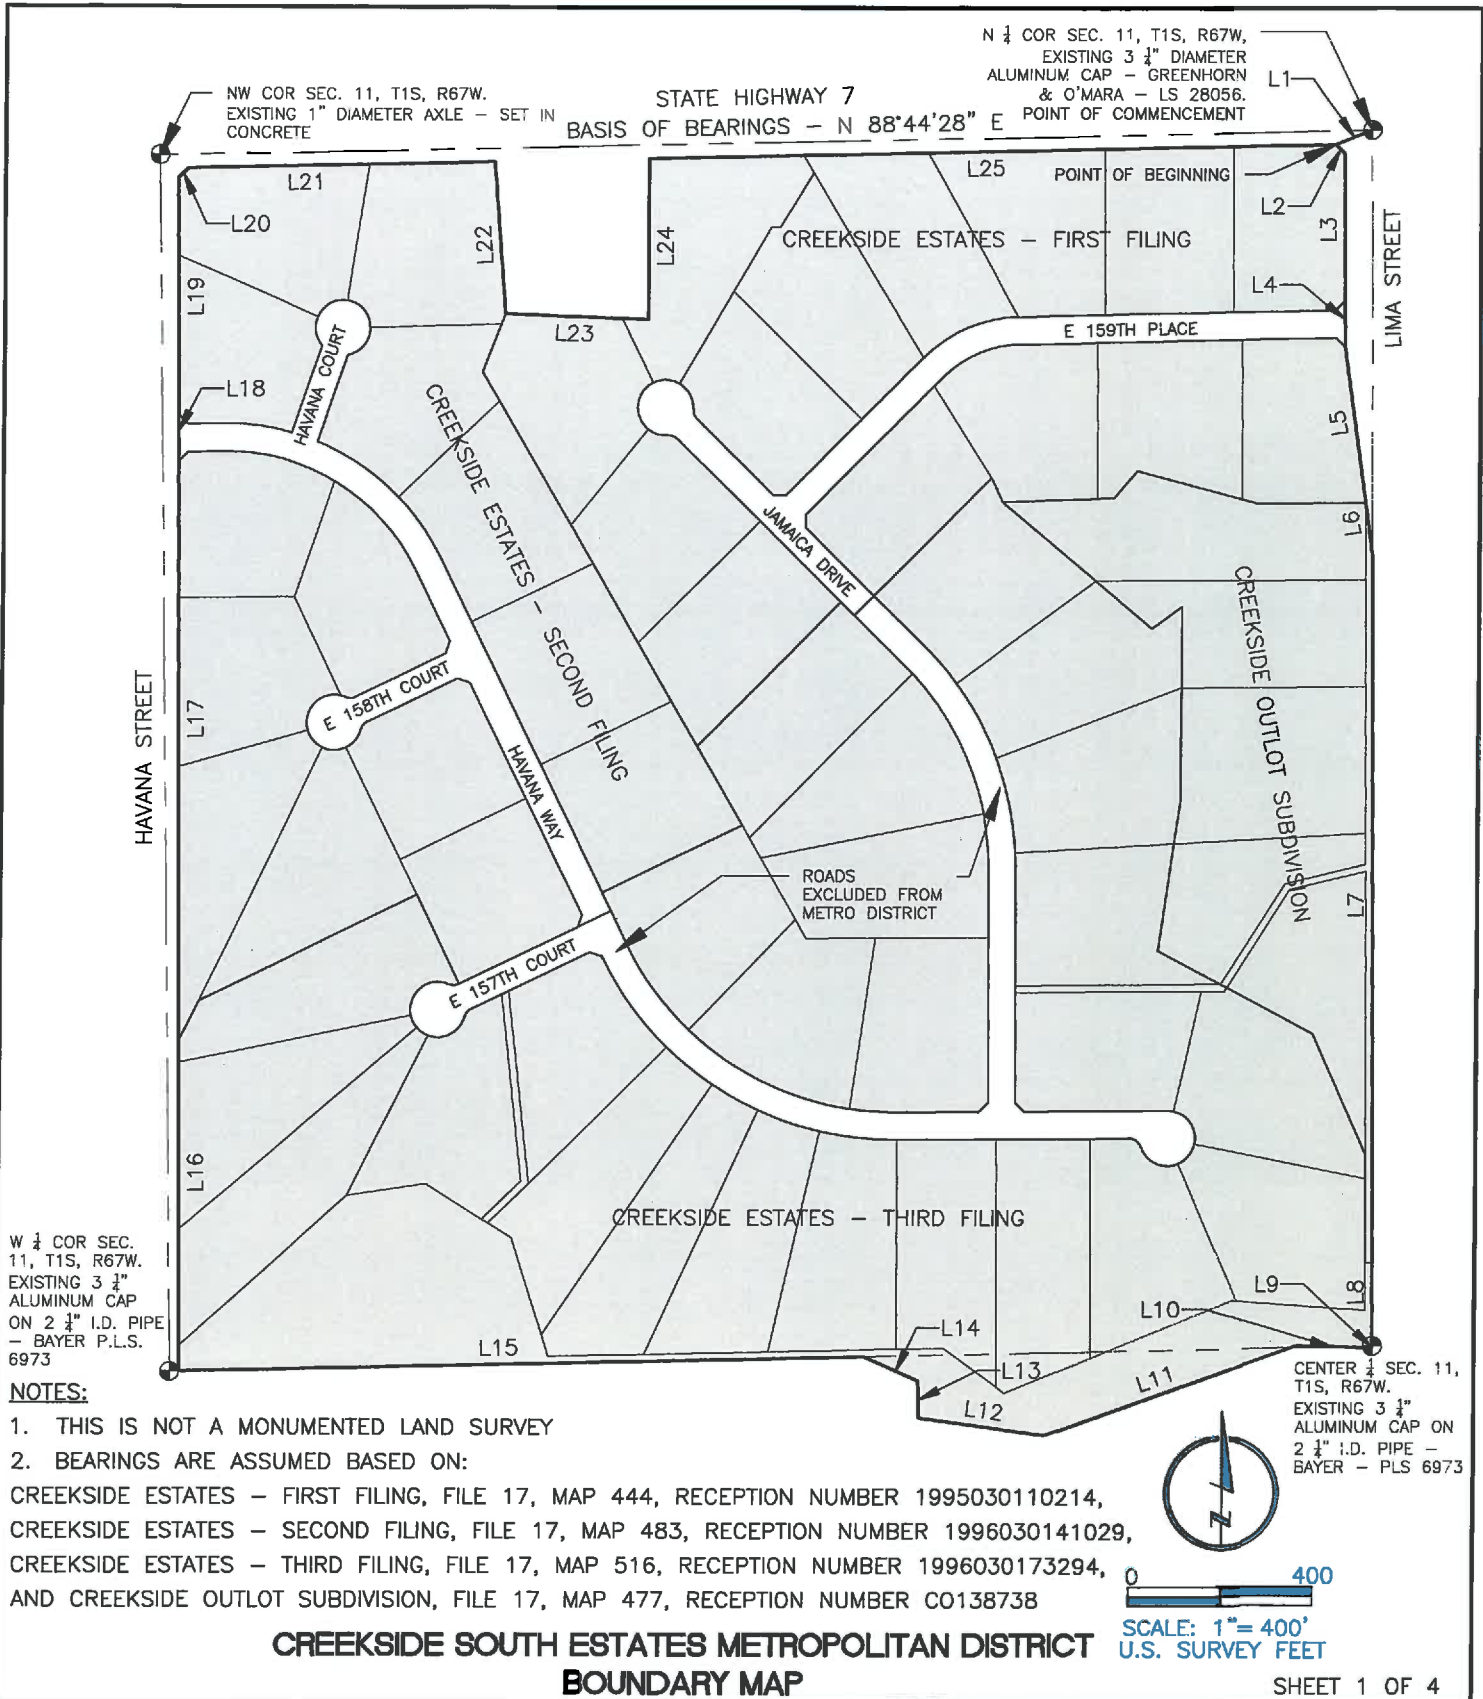 N 1/4 COR SEC. 11, T1S, R67W,
EXISTING 3 1/4" DIAMETER
ALUMINUM CAP – GREENHORN
& O'MARA – LS 28056.
POINT OF COMMENCEMENT
L1
NW COR SEC. 11, T1S, R67W.
EXISTING 1" DIAMETER AXLE – SET IN
CONCRETE
STATE HIGHWAY 7
BASIS OF BEARINGS – N 88°44'28" E
L21
L25
POINT OF BEGINNING
L20
L2
L22
L24
L3
CREEKSIDE ESTATES – FIRST FILING
LIMA STREET
L19
L4
L23
E 159TH PLACE
HAVANA COURT
L18
L5
CREEKSIDE ESTATES – SECOND FILING
JAMAICA DRIVE
L6
CREEKSIDE OUTLOT SUBDIVISION
HAVANA STREET
L17
E 158TH COURT
HAVANA WAY
ROADS
EXCLUDED FROM
METRO DISTRICT
L7
E 157TH COURT
L16
CREEKSIDE ESTATES – THIRD FILING
W 1/4 COR SEC.
11, T1S, R67W.
EXISTING 3 1/4"
ALUMINUM CAP
ON 2 1/4" I.D. PIPE
– BAYER P.L.S.
6973
L9
L8
L10
L14
L15
L13
L11
L12
CENTER 1/4 SEC. 11,
T1S, R67W.
EXISTING 3 1/4"
ALUMINUM CAP ON
2 1/4" I.D. PIPE –
BAYER – PLS 6973
NOTES:
1. THIS IS NOT A MONUMENTED LAND SURVEY
2. BEARINGS ARE ASSUMED BASED ON:
CREEKSIDE ESTATES – FIRST FILING, FILE 17, MAP 444, RECEPTION NUMBER 1995030110214,
CREEKSIDE ESTATES – SECOND FILING, FILE 17, MAP 483, RECEPTION NUMBER 1996030141029,
CREEKSIDE ESTATES – THIRD FILING, FILE 17, MAP 516, RECEPTION NUMBER 1996030173294,
AND CREEKSIDE OUTLOT SUBDIVISION, FILE 17, MAP 477, RECEPTION NUMBER C0138738
N
0 400
SCALE: 1"= 400'
U.S. SURVEY FEET
CREEKSIDE SOUTH ESTATES METROPOLITAN DISTRICT
BOUNDARY MAP
SHEET 1 OF 4